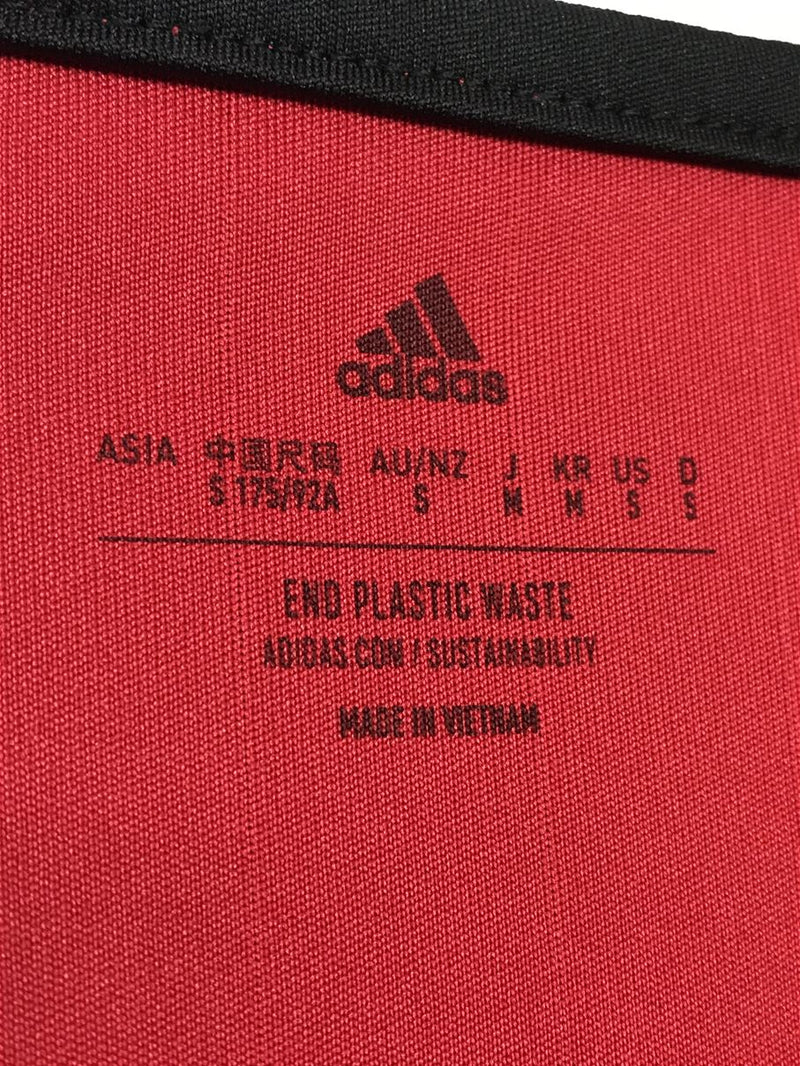 adidas
ASIA 中国尺码 AU/NZ J KR US D
S 175/92A S M M S S
END PLASTIC WASTE
ADIDAS.COM / SUSTAINABILITY
MADE IN VIETNAM